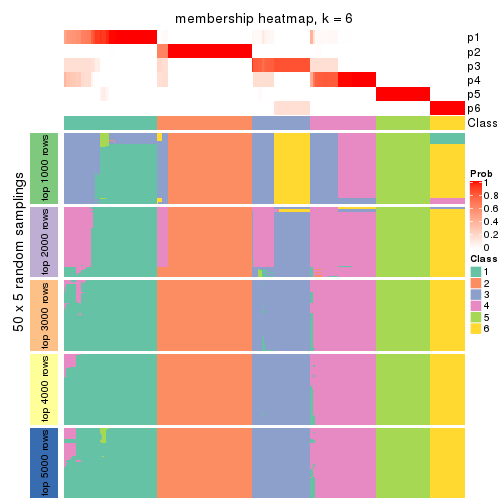 membership heatmap, k = 6
p1
p2
p3
p4
p5
p6
Class
50 x 5 random samplings
top 1000 rows
top 2000 rows
top 3000 rows
top 4000 rows
top 5000 rows
Prob
1
0.8
0.6
0.4
0.2
0
Class
1
2
3
4
5
6